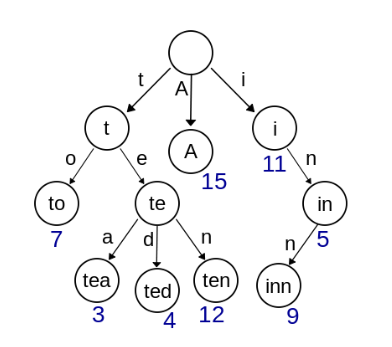 t A i
t A i
15 11
o e n
to te in
7 5
a d n n
tea ted ten inn
3 4 12 9